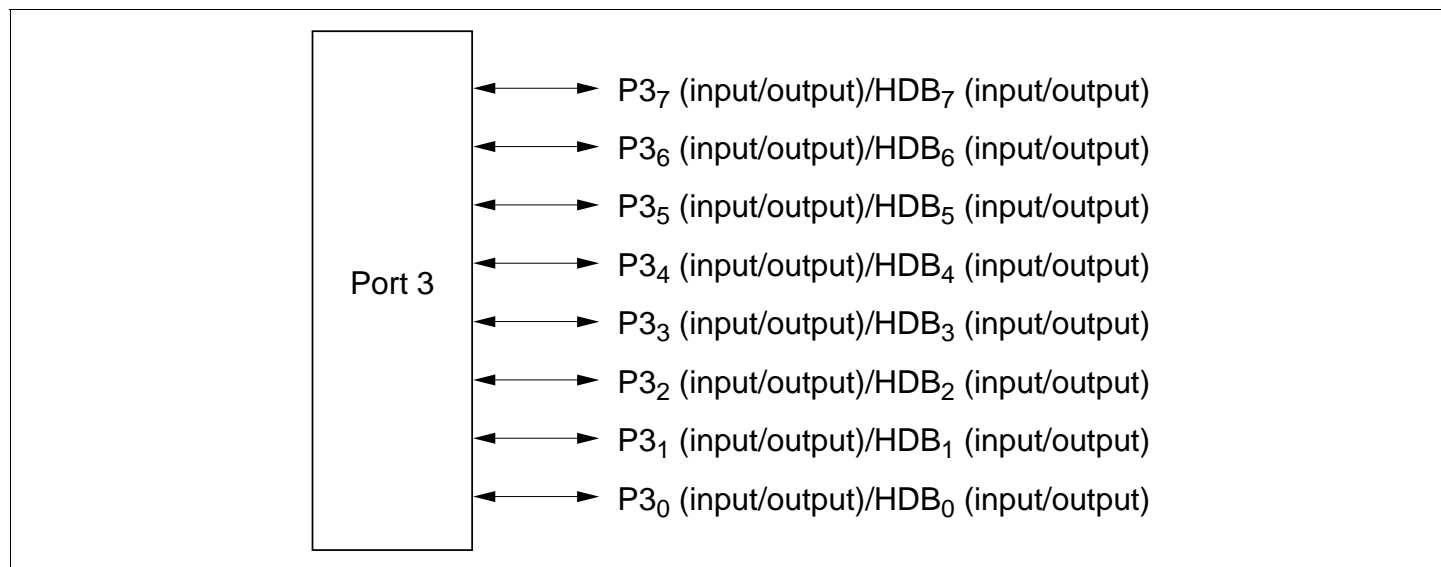 P3₇ (input/output)/HDB₇ (input/output)
P3₆ (input/output)/HDB₆ (input/output)
P3₅ (input/output)/HDB₅ (input/output)
P3₄ (input/output)/HDB₄ (input/output)
Port 3
P3₃ (input/output)/HDB₃ (input/output)
P3₂ (input/output)/HDB₂ (input/output)
P3₁ (input/output)/HDB₁ (input/output)
P3₀ (input/output)/HDB₀ (input/output)